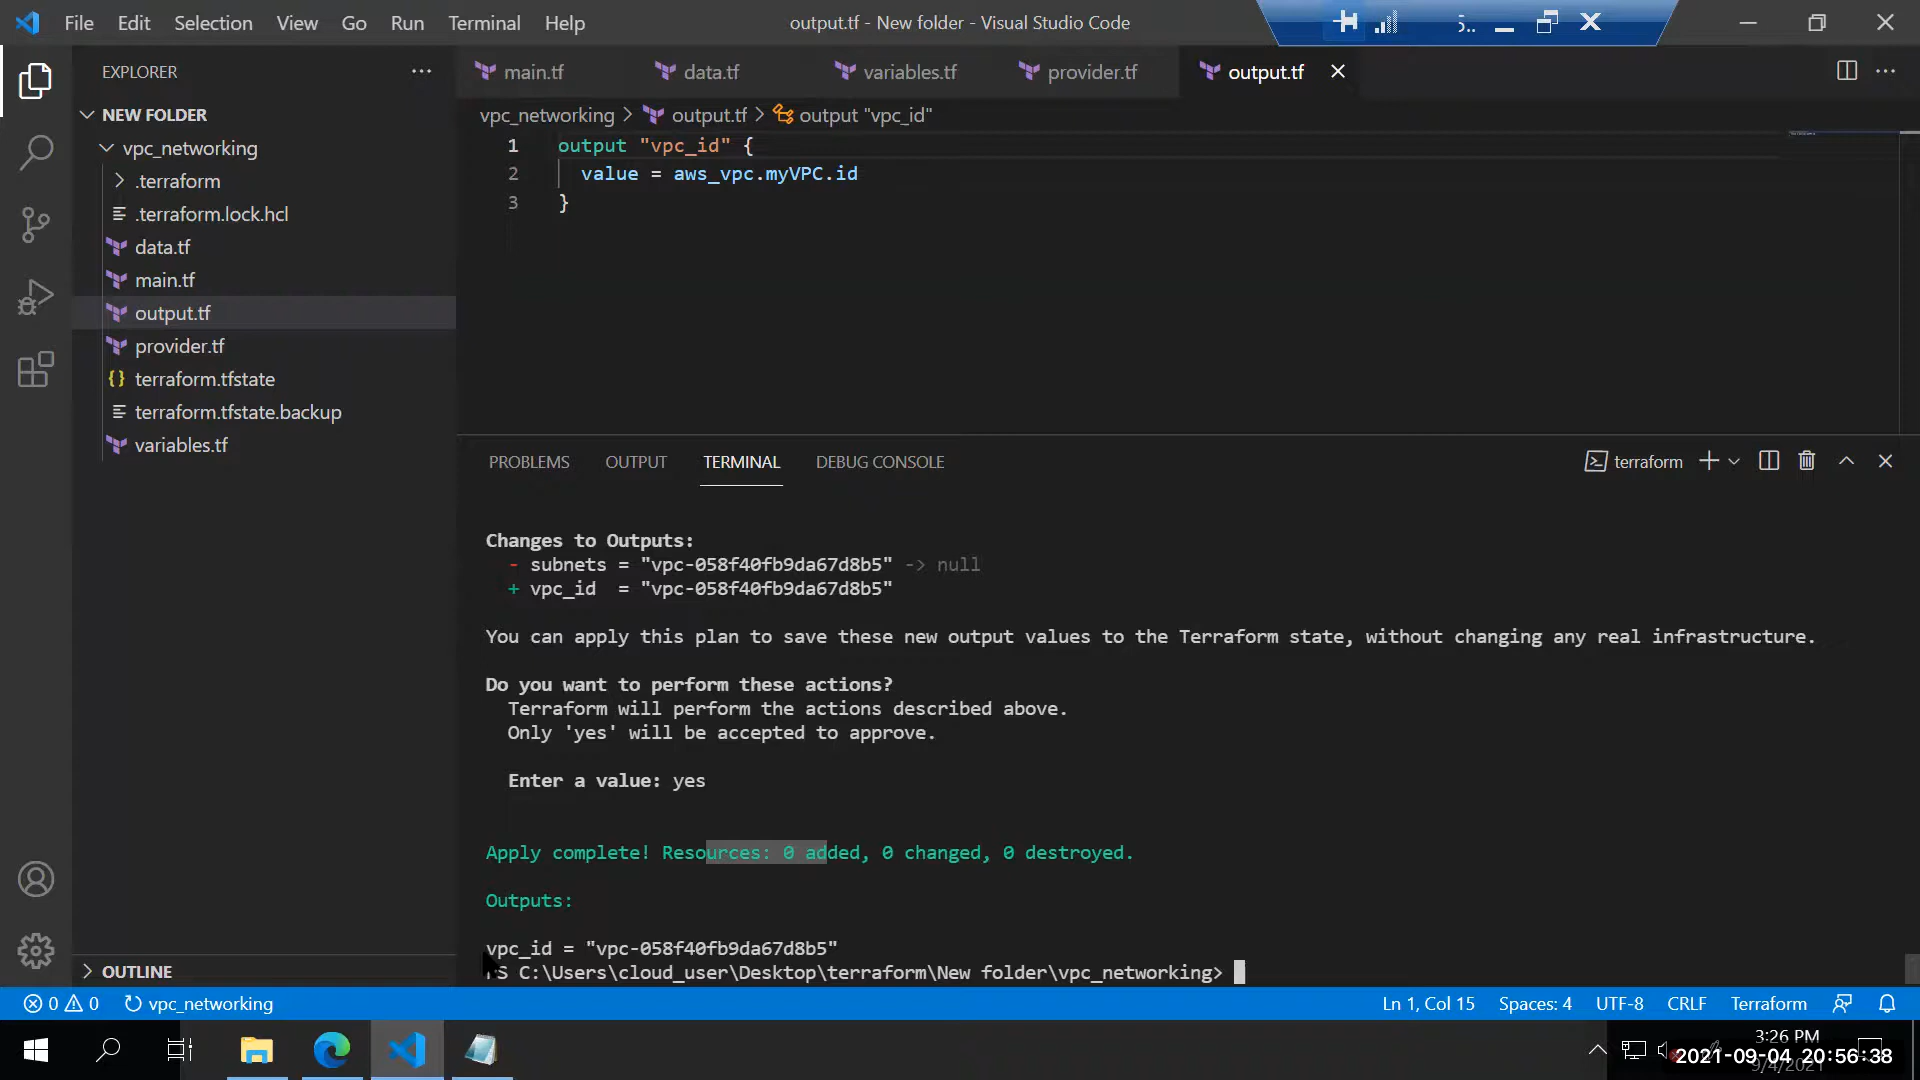 File Edit Selection View Go Run Terminal Help
output.tf - New folder - Visual Studio Code
5..
EXPLORER
NEW FOLDER
vpc_networking
.terraform
.terraform.lock.hcl
data.tf
main.tf
output.tf
provider.tf
terraform.tfstate
terraform.tfstate.backup
variables.tf
OUTLINE
main.tf data.tf variables.tf provider.tf output.tf
vpc_networking > output.tf > output "vpc_id"
1 output "vpc_id" {
2 value = aws_vpc.myVPC.id
3 }
PROBLEMS OUTPUT TERMINAL DEBUG CONSOLE
terraform
Changes to Outputs:
- subnets = "vpc-058f40fb9da67d8b5" -> null
+ vpc_id = "vpc-058f40fb9da67d8b5"
You can apply this plan to save these new output values to the Terraform state, without changing any real infrastructure.
Do you want to perform these actions?
Terraform will perform the actions described above.
Only 'yes' will be accepted to approve.
Enter a value: yes
Apply complete! Resources: 0 added, 0 changed, 0 destroyed.
Outputs:
vpc_id = "vpc-058f40fb9da67d8b5"
PS C:\Users\cloud_user\Desktop\terraform\New folder\vpc_networking>
0 0 vpc_networking
Ln 1, Col 15 Spaces: 4 UTF-8 CRLF Terraform
3:26 PM
2021-09-04 20:56:38
9/4/2021